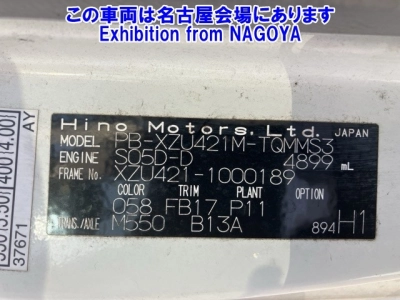 この車両は名古屋会場にあります
Exhibition from NAGOYA
Hino Motors, Ltd. JAPAN
MODEL PB-XZU421M-TQMMS3
ENGINE S05D-D 4899 mL
FRAME No. XZU421-1000189
COLOR TRIM PLANT OPTION
058 FB17 P11
TRANS./AXLE M550 B13A 894 H1
37671
AY